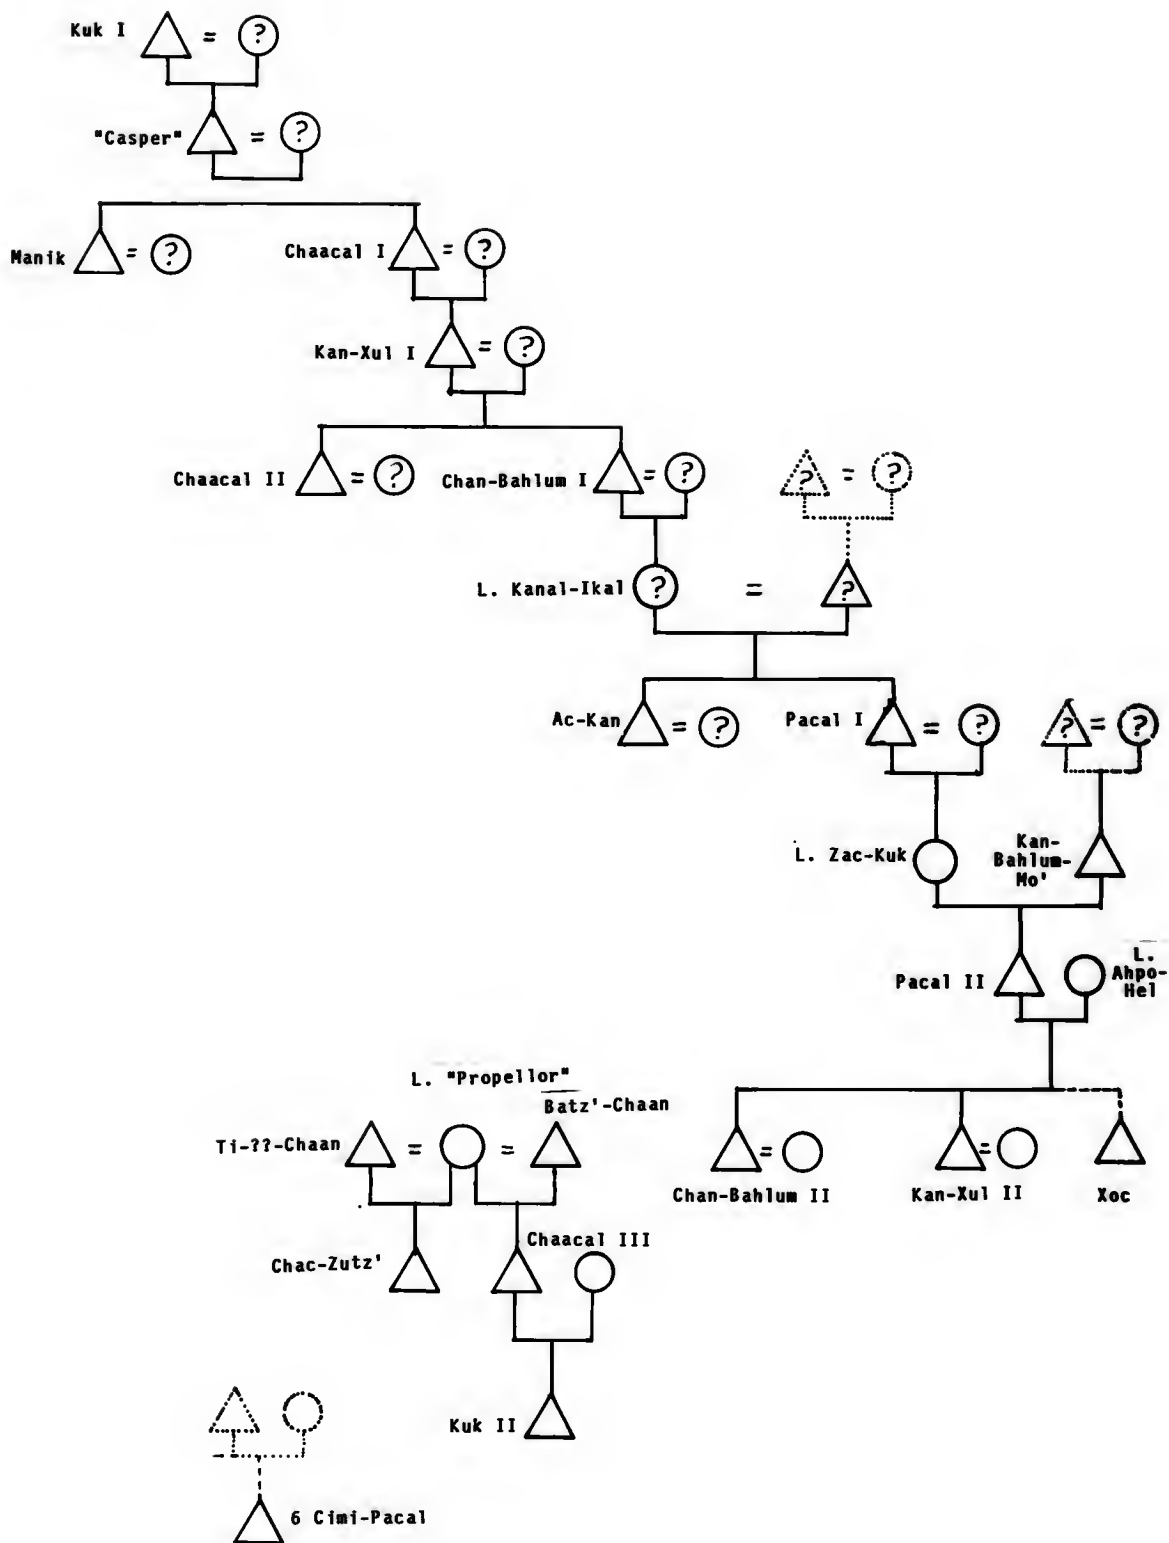 Kuk I = ?
"Casper" = ?
Manik = ? Chaacal I = ?
Kan-Xul I = ?
Chaacal II = ? Chan-Bahlum I = ? ? = ?
L. Kanal-Ikal ? = ?
Ac-Kan = ? Pacal I = ? ? = ?
L. Zac-Kuk
Kan-
Bahlum-
Mo'
Pacal II
L.
Ahpo-
Hel
L. "Propellor"
Batz'-Chaan
Ti-??-Chaan = = = =
Chan-Bahlum II Kan-Xul II Xoc
Chaacal III
Chac-Zutz'
Kuk II
6 Cimi-Pacal